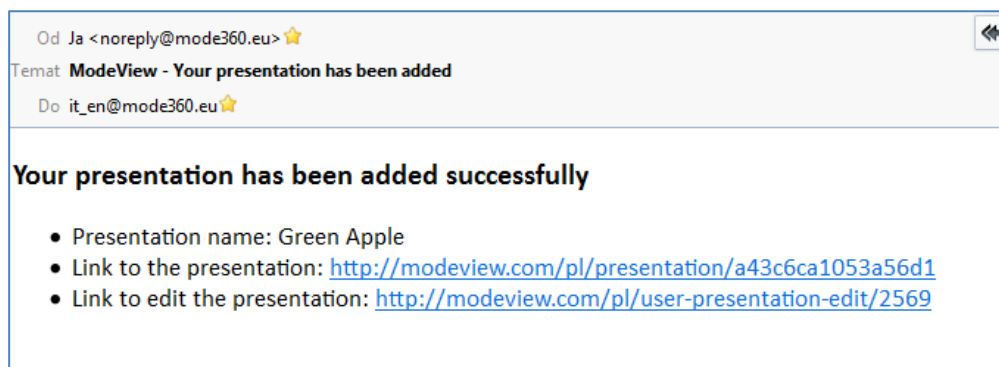 Od Ja <noreply@mode360.eu>
Temat ModeView - Your presentation has been added
Do it_en@mode360.eu
Your presentation has been added successfully
• Presentation name: Green Apple
• Link to the presentation: http://modeview.com/pl/presentation/a43c6ca1053a56d1
• Link to edit the presentation: http://modeview.com/pl/user-presentation-edit/2569